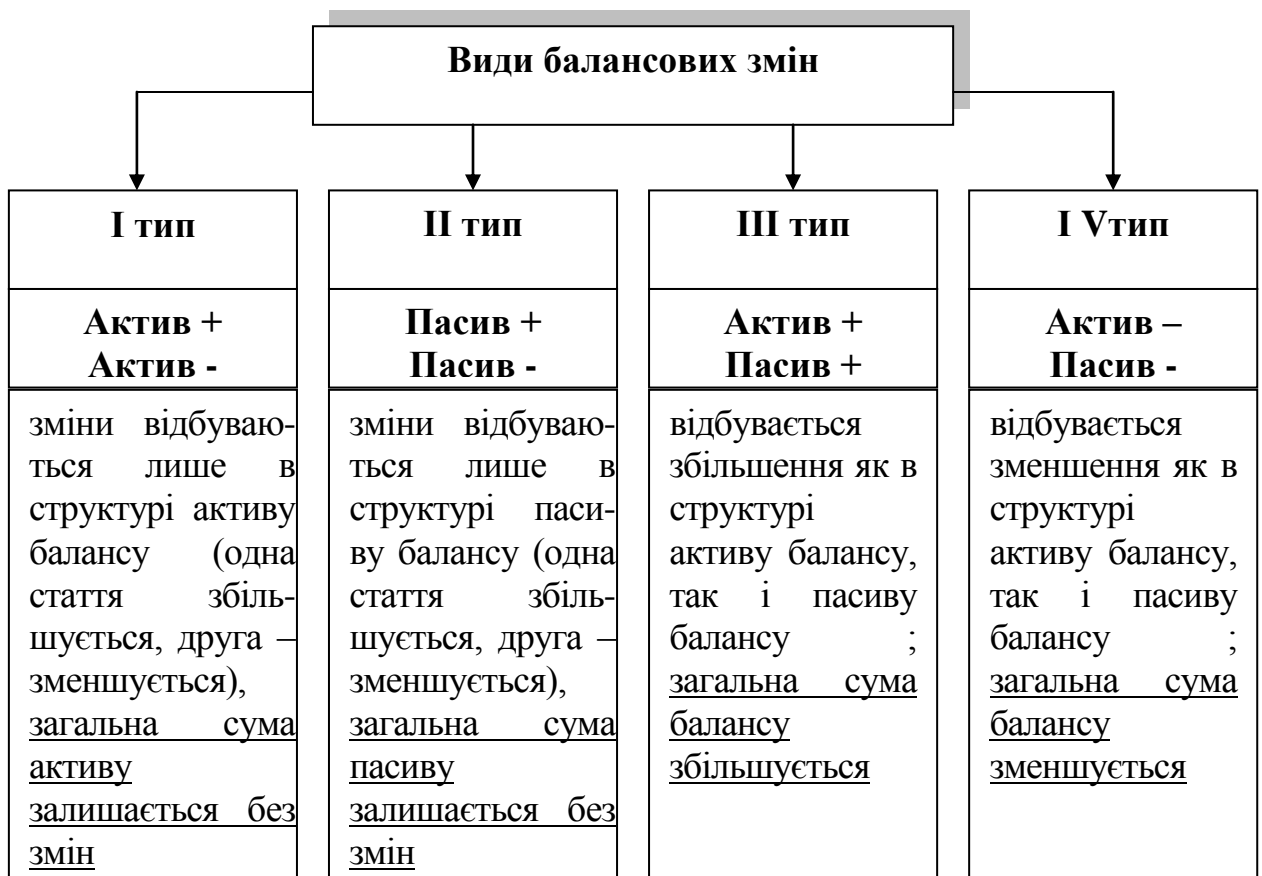 Види балансових змін
І тип
Актив +
Актив -
зміни відбуваю-
ться лише в
структурі активу
балансу (одна
стаття збіль-
шується, друга –
зменшується),
загальна сума
активу
залишається без
змін
ІІ тип
Пасив +
Пасив -
зміни відбуваю-
ться лише в
структурі паси-
ву балансу (одна
стаття збіль-
шується, друга –
зменшується),
загальна сума
пасиву
залишається без
змін
ІІІ тип
Актив +
Пасив +
відбувається
збільшення як в
структурі
активу балансу,
так і пасиву
балансу ;
загальна сума
балансу
збільшується
І Vтип
Актив –
Пасив -
відбувається
зменшення як в
структурі
активу балансу,
так і пасиву
балансу ;
загальна сума
балансу
зменшується